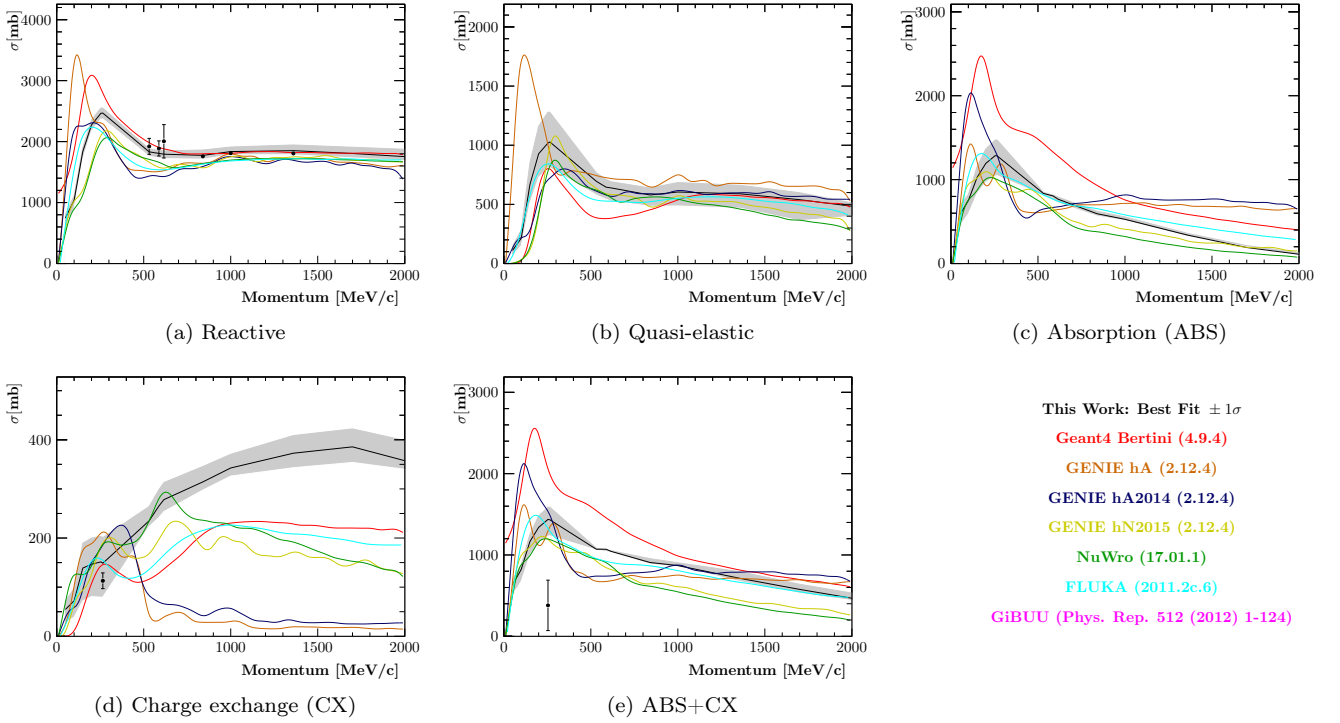 σ[mb]
4000
3000
2000
1000
0
0 500 1000 1500 2000
Momentum [MeV/c]
(a) Reactive
σ[mb]
2000
1500
1000
500
0
0 500 1000 1500 2000
Momentum [MeV/c]
(b) Quasi-elastic
σ[mb]
3000
2000
1000
0
0 500 1000 1500 2000
Momentum [MeV/c]
(c) Absorption (ABS)
σ[mb]
400
200
0
0 500 1000 1500 2000
Momentum [MeV/c]
(d) Charge exchange (CX)
σ[mb]
3000
2000
1000
0
0 500 1000 1500 2000
Momentum [MeV/c]
(e) ABS+CX
This Work: Best Fit ± 1σ
Geant4 Bertini (4.9.4)
GENIE hA (2.12.4)
GENIE hA2014 (2.12.4)
GENIE hN2015 (2.12.4)
NuWro (17.01.1)
FLUKA (2011.2c.6)
GiBUU (Phys. Rep. 512 (2012) 1-124)